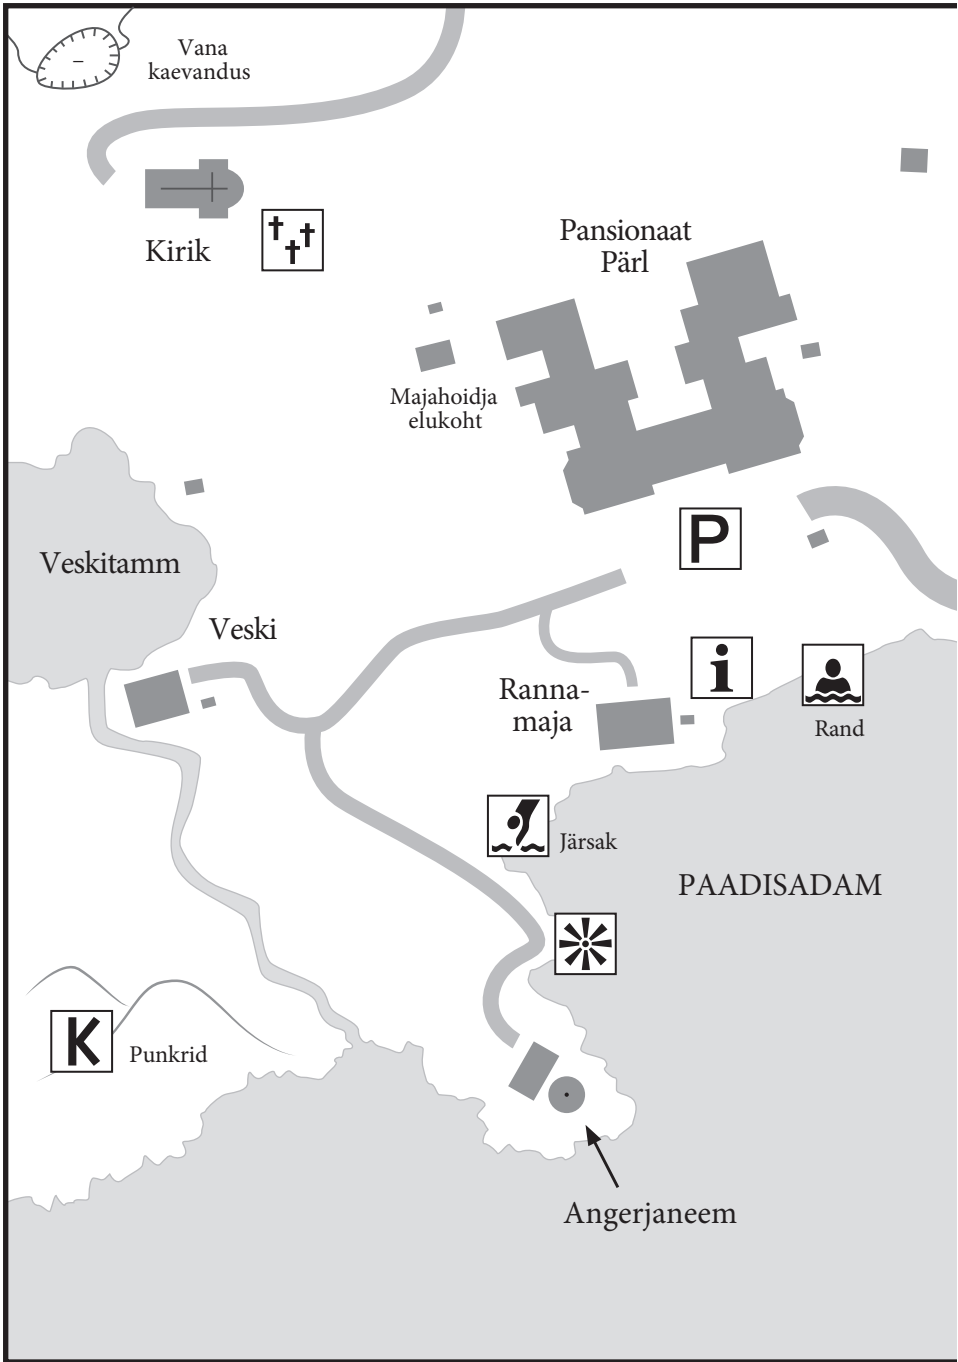 Vana
kaevandus
Kirik
Pansionaat
Pärl
Majahoidja
elukoht
P
Veskitamm
Veski
i
Ranna-
maja
Rand
Järsak
PAADISADAM
K
Punkrid
Angerjaneem